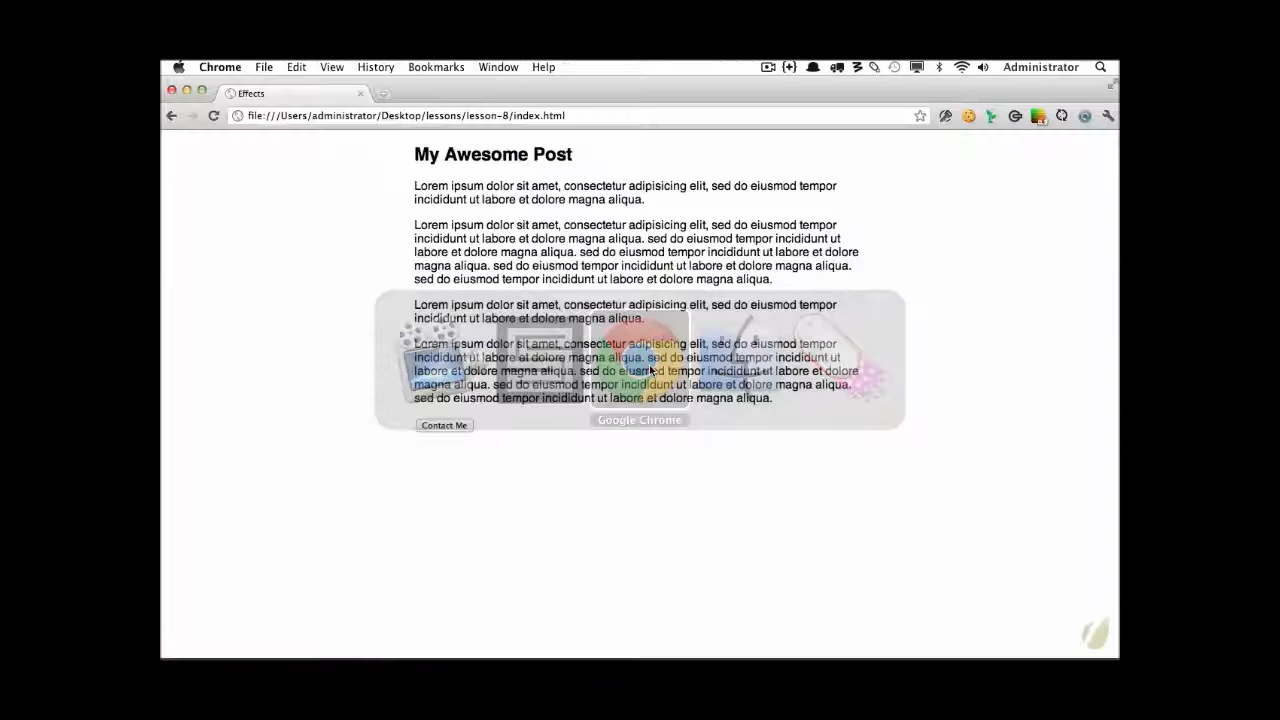 Chrome File Edit View History Bookmarks Window Help Administrator
Effects
file:///Users/administrator/Desktop/lessons/lesson-8/index.html
My Awesome Post
Lorem ipsum dolor sit amet, consectetur adipisicing elit, sed do eiusmod tempor
incididunt ut labore et dolore magna aliqua.
Lorem ipsum dolor sit amet, consectetur adipisicing elit, sed do eiusmod tempor
incididunt ut labore et dolore magna aliqua. sed do eiusmod tempor incididunt ut
labore et dolore magna aliqua. sed do eiusmod tempor incididunt ut labore et dolore
magna aliqua. sed do eiusmod tempor incididunt ut labore et dolore magna aliqua.
sed do eiusmod tempor incididunt ut labore et dolore magna aliqua.
Lorem ipsum dolor sit amet, consectetur adipisicing elit, sed do eiusmod tempor
incididunt ut labore et dolore magna aliqua.
Lorem ipsum dolor sit amet, consectetur adipisicing elit, sed do eiusmod tempor
incididunt ut labore et dolore magna aliqua. sed do eiusmod tempor incididunt ut
labore et dolore magna aliqua. sed do eiusmod tempor incididunt ut labore et dolore
magna aliqua. sed do eiusmod tempor incididunt ut labore et dolore magna aliqua.
sed do eiusmod tempor incididunt ut labore et dolore magna aliqua.
Google Chrome
Contact Me